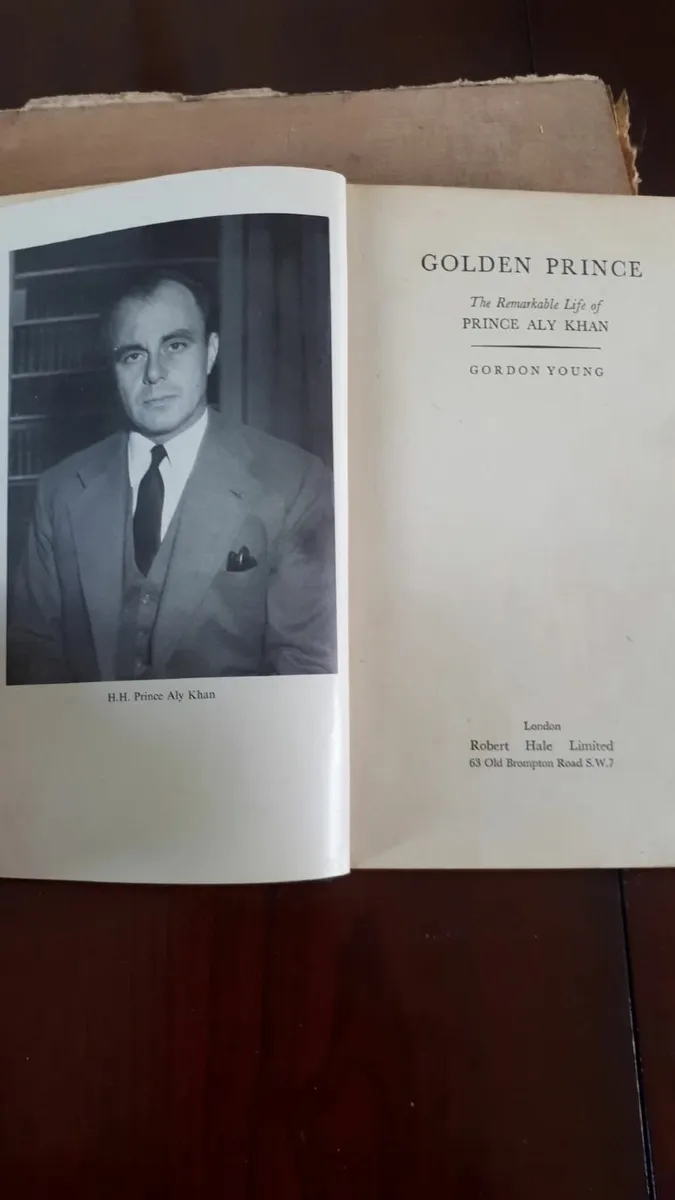 H.H. Prince Aly Khan
GOLDEN PRINCE
The Remarkable Life of
PRINCE ALY KHAN
GORDON YOUNG
London
Robert Hale Limited
63 Old Brompton Road S.W.7